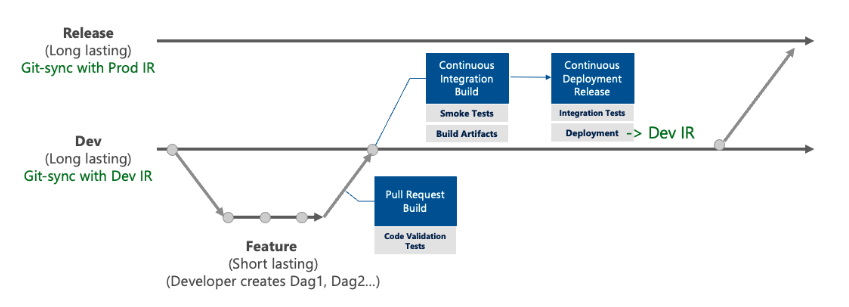 Release
(Long lasting)
Git-sync with Prod IR
Continuous
Integration
Build
Smoke Tests
Build Artifacts
Continuous
Deployment
Release
Integration Tests
Deployment -> Dev IR
Dev
(Long lasting)
Git-sync with Dev IR
Pull Request
Build
Code Validation
Tests
Feature
(Short lasting)
(Developer creates Dag1, Dag2...)